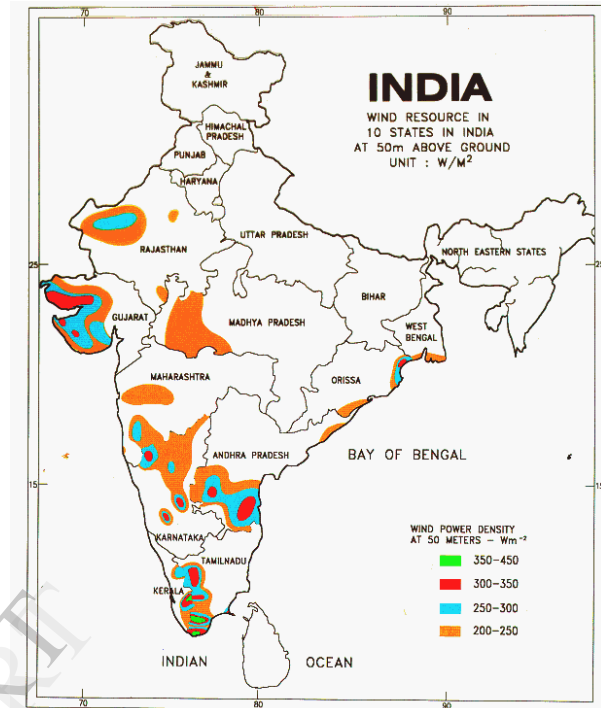 70
80
90
JAMMU
&
KASHMIR
INDIA
WIND RESOURCE IN
10 STATES IN INDIA
AT 50m ABOVE GROUND
UNIT : W/M²
HIMACHAL
PRADESH
PUNJAB
HARYANA
UTTAR PRADESH
RAJASTHAN
NORTH EASTERN STATES
25
25
BIHAR
GUJARAT
MADHYA PRADESH
WEST
BENGAL
MAHARASHTRA
ORISSA
ANDHRA PRADESH
BAY OF BENGAL
15
15
KARNATAKA
WIND POWER DENSITY
AT 50 METERS – Wm⁻²
TAMILNADU
350–450
KERALA
300–350
250–300
200–250
INDIAN
OCEAN
70
80
90